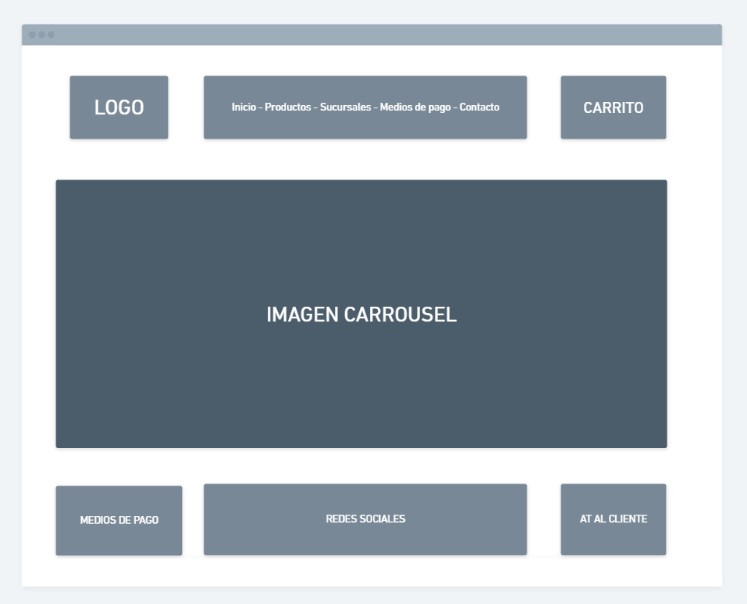 LOGO
Inicio - Productos - Sucursales - Medios de pago - Contacto
CARRITO
IMAGEN CARROUSEL
MEDIOS DE PAGO
REDES SOCIALES
AT AL CLIENTE